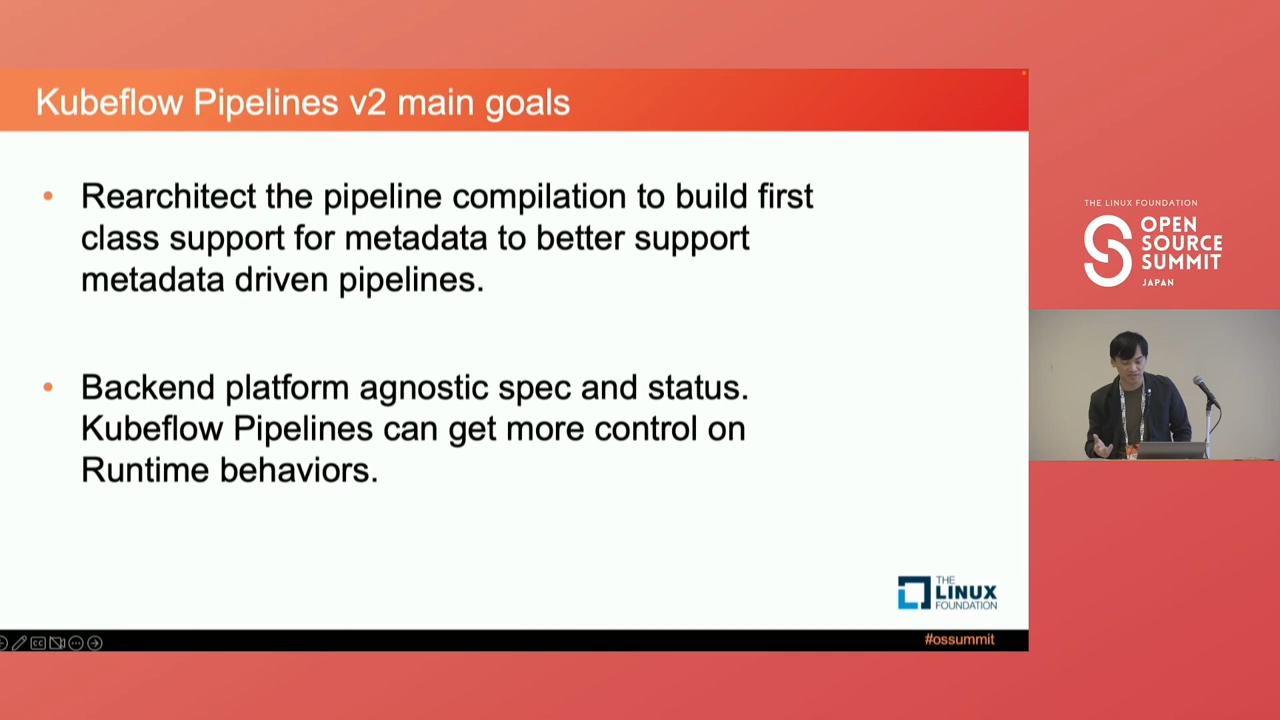 Kubeflow Pipelines v2 main goals
• Rearchitect the pipeline compilation to build first
class support for metadata to better support
metadata driven pipelines.
• Backend platform agnostic spec and status.
Kubeflow Pipelines can get more control on
Runtime behaviors.
THE
LINUX
FOUNDATION
#ossummit
CC
THE LINUX FOUNDATION
OPEN
SOURCE
SUMMIT
JAPAN